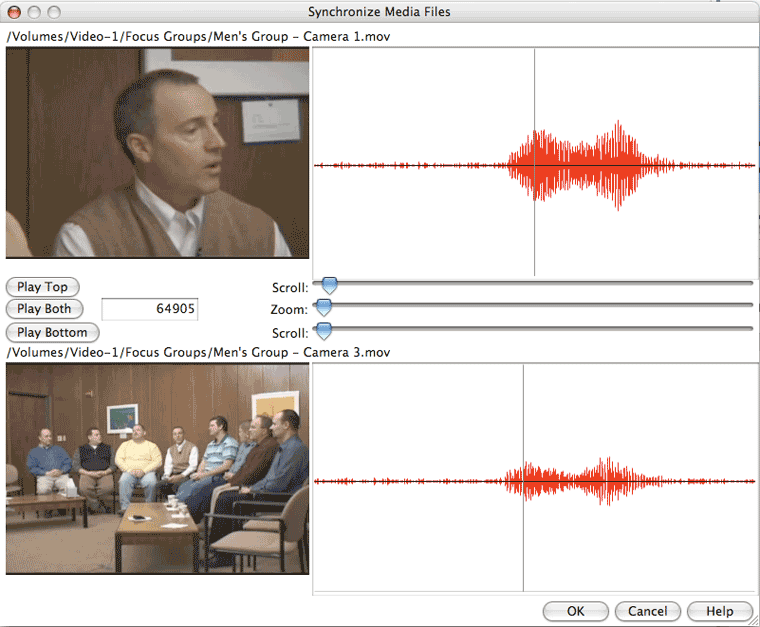 Synchronize Media Files
/Volumes/Video-1/Focus Groups/Men's Group - Camera 1.mov
Play Top
Scroll:
Play Both
64905
Zoom:
Play Bottom
Scroll:
/Volumes/Video-1/Focus Groups/Men's Group - Camera 3.mov
OK
Cancel
Help